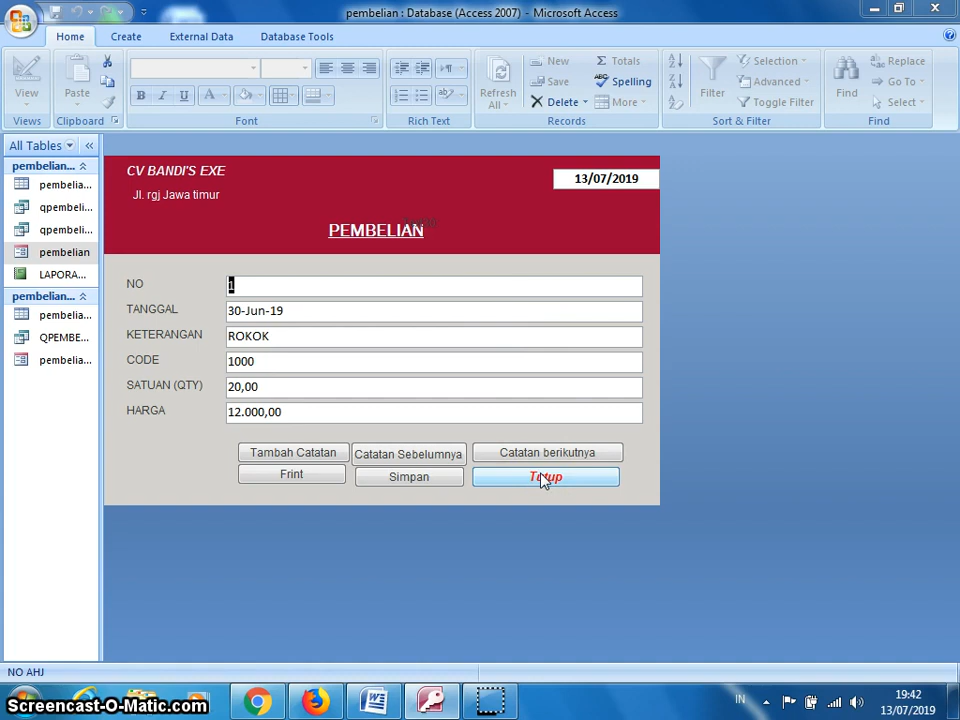 pembelian : Database (Access 2007) - Microsoft Access
Home Create External Data Database Tools
View
Views
Paste
Clipboard
B I U A
Font
Rich Text
Refresh All
New
Save
Delete
Totals
Spelling
More
Records
Filter
Selection
Advanced
Toggle Filter
Sort & Filter
Find
Replace
Go To
Select
Find
All Tables
pembelian...
pembelia...
qpembeli...
qpembeli...
pembelian
LAPORA...
pembelian...
pembelia...
QPEMBE...
pembelia...
CV BANDI'S EXE
Jl. rgj Jawa timur
13/07/2019
PEMBELIAN
NO 1
TANGGAL 30-Jun-19
KETERANGAN ROKOK
CODE 1000
SATUAN (QTY) 20,00
HARGA 12.000,00
Tambah Catatan Catatan Sebelumnya Catatan berikutnya
Frint Simpan Tutup
NO AHJ
Screencast-O-Matic.com
IN
19:42
13/07/2019